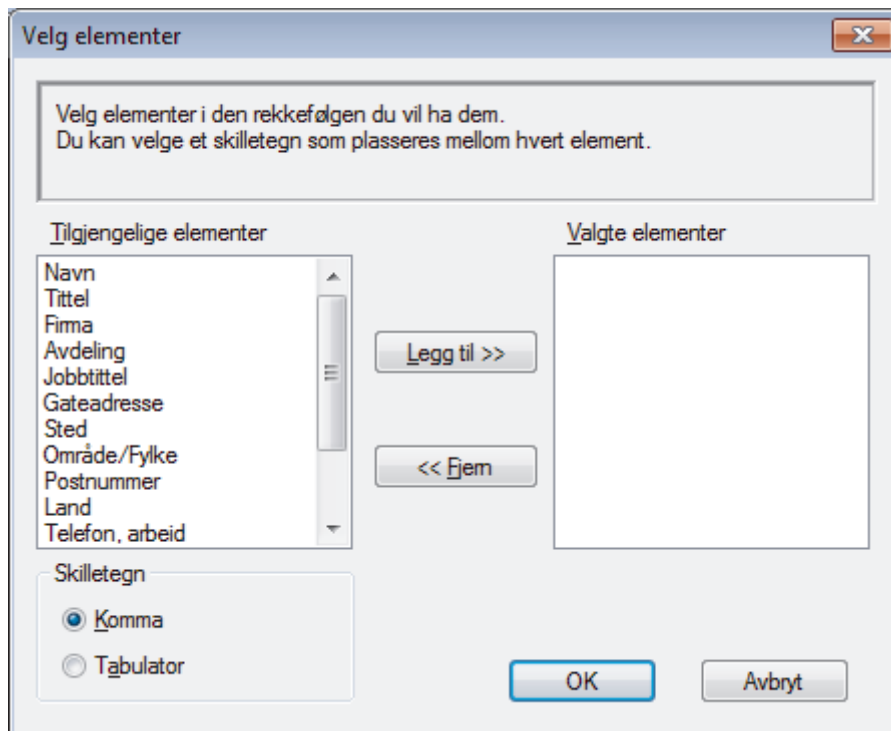 Velg elementer
Velg elementer i den rekkefølgen du vil ha dem.
Du kan velge et skilletegn som plasseres mellom hvert element.
Tilgjengelige elementer
Navn
Tittel
Firma
Avdeling
Jobbtittel
Gateadresse
Sted
Område/Fylke
Postnummer
Land
Telefon, arbeid
Legg til >>
<< Fjern
Valgte elementer
Skilletegn
Komma
Tabulator
OK
Avbryt